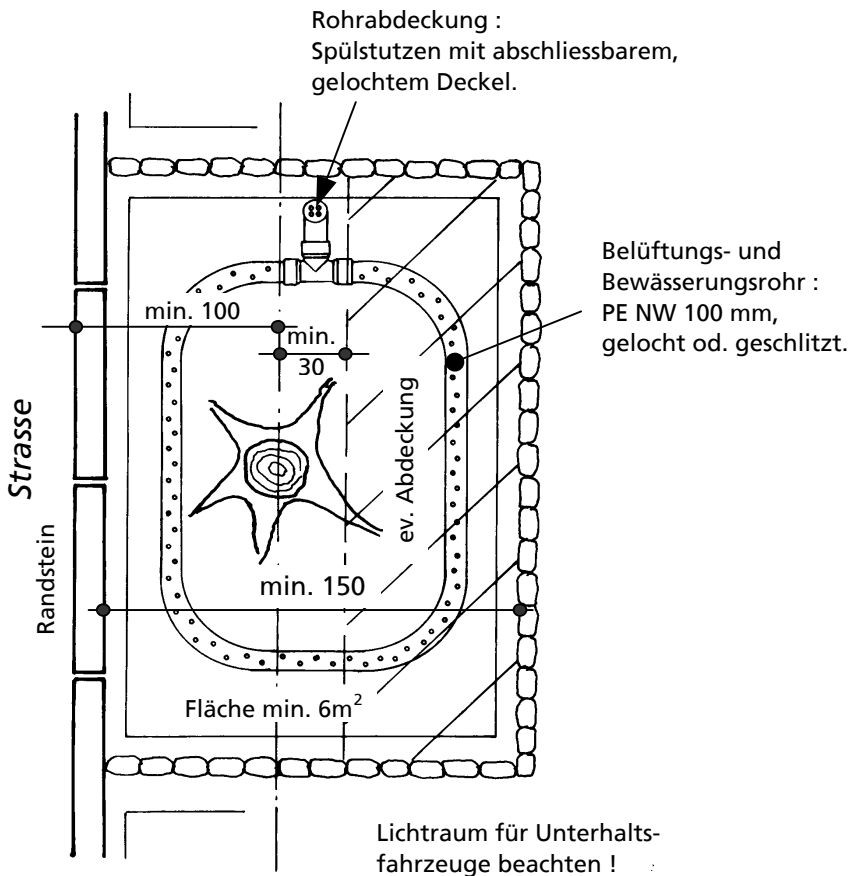 Rohrabdeckung :
Spülstutzen mit abschliessbarem,
gelochtem Deckel.
Belüftungs- und
Bewässerungsrohr :
PE NW 100 mm,
gelocht od. geschlitzt.
min. 100
min.
30
Strasse
Randstein
ev. Abdeckung
min. 150
Fläche min. 6m²
Lichtraum für Unterhalts-
fahrzeuge beachten !